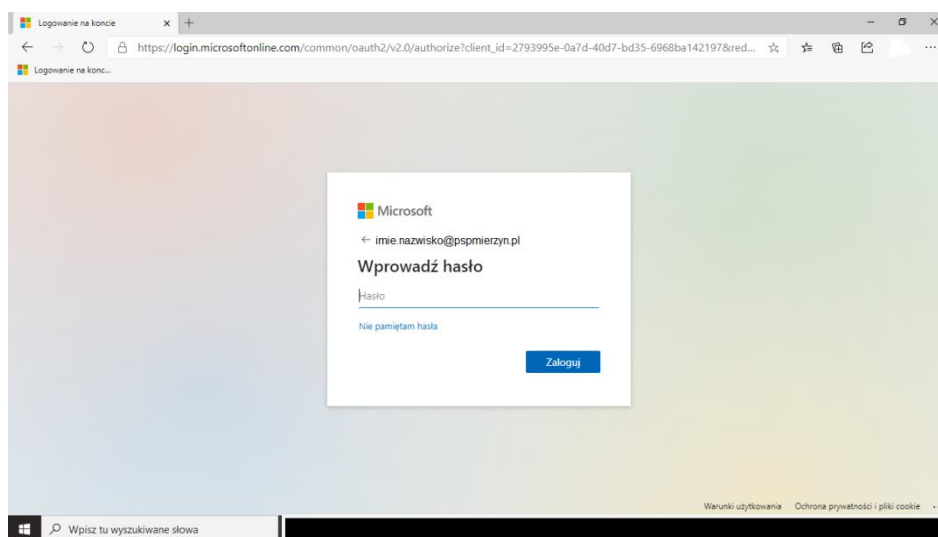 Logowanie na koncie
https://login.microsoftonline.com/common/oauth2/v2.0/authorize?client_id=2793995e-0a7d-40d7-bd35-6968ba142197&red...
Logowanie na konc...
Microsoft
← imie.nazwisko@pspmierzyn.pl
Wprowadź hasło
Hasło
Nie pamiętam hasła
Zaloguj
Warunki użytkowania Ochrona prywatności i pliki cookie
Wpisz tu wyszukiwane słowa